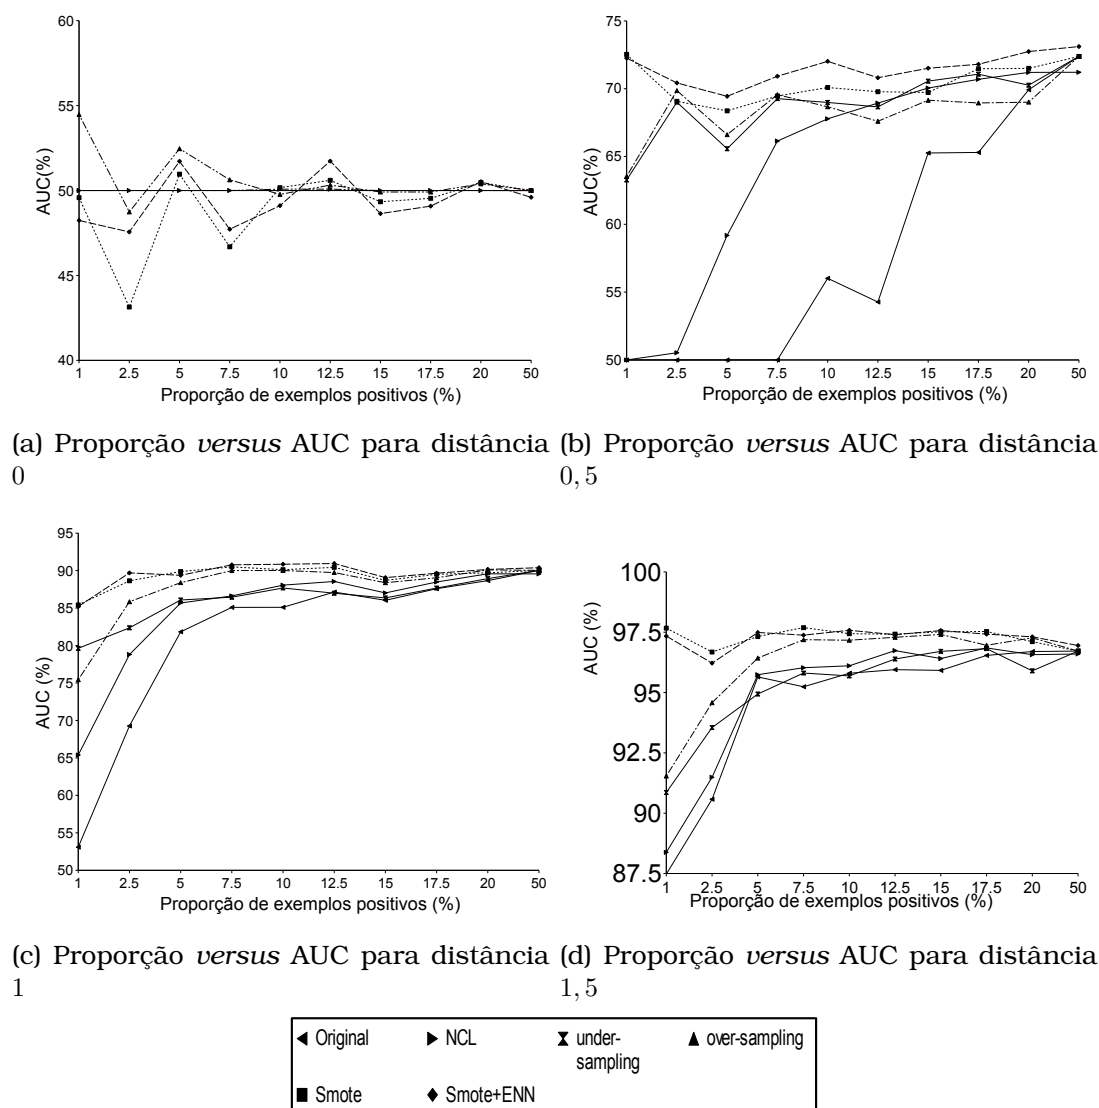 60
55
50
45
40
AUC(%)
1 2.5 5 7.5 10 12.5 15 17.5 20 50
Proporção de exemplos positivos (%)
75
70
65
60
55
50
AUC(%)
1 2.5 5 7.5 10 12.5 15 17.5 20 50
Proporção de exemplos positivos (%)
(a) Proporção versus AUC para distância
0
(b) Proporção versus AUC para distância
0, 5
95
90
85
80
75
70
65
60
55
50
AUC (%)
1 2.5 5 7.5 10 12.5 15 17.5 20 50
Proporção de exemplos positivos (%)
100
97.5
95
92.5
90
87.5
AUC (%)
1 2.5 5 7.5 10 12.5 15 17.5 20 50
Proporção de exemplos positivos (%)
(c) Proporção versus AUC para distância
1
(d) Proporção versus AUC para distância
1, 5
Original NCL under- over-sampling
sampling
Smote Smote+ENN